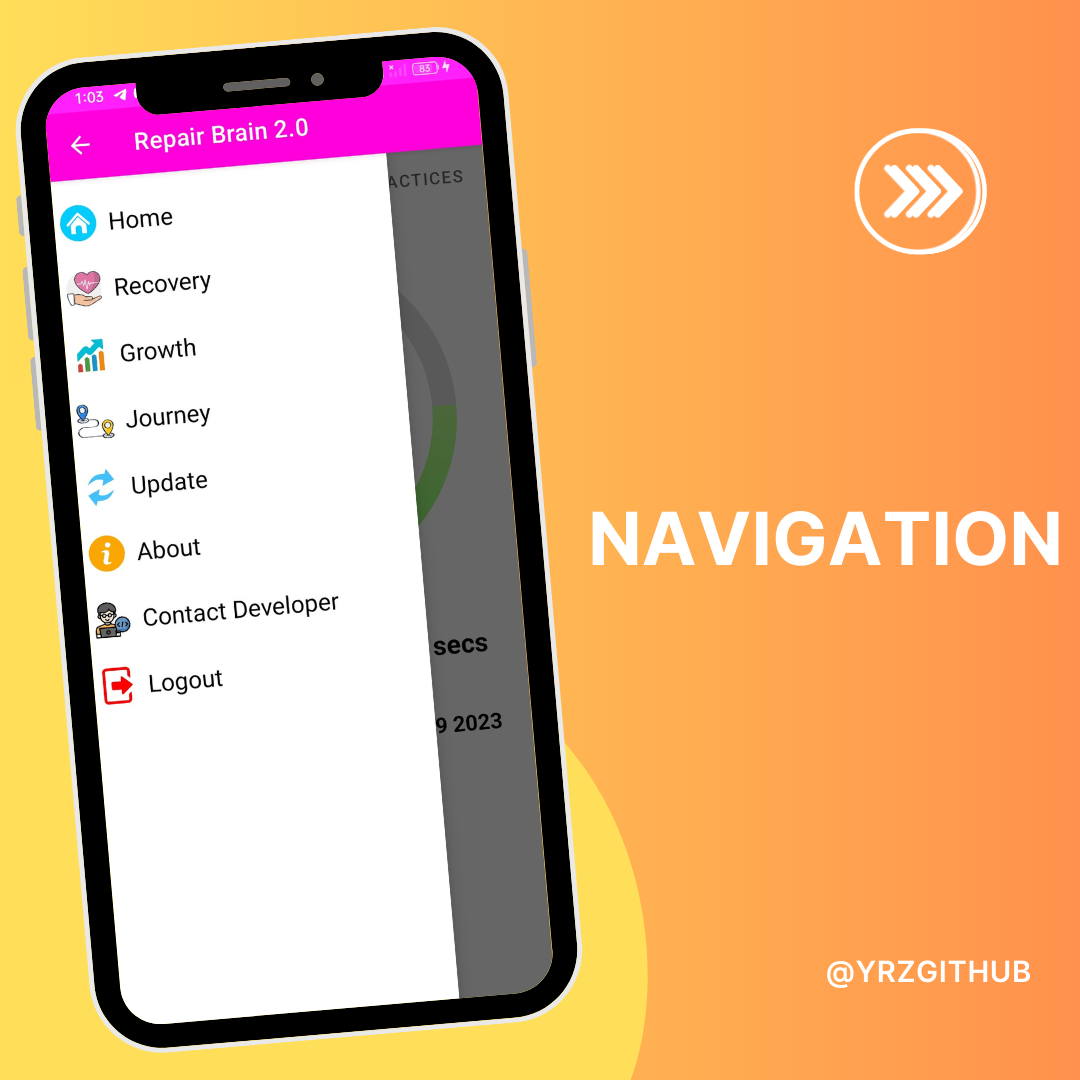 1:03
83
Repair Brain 2.0
ACTICES
Home
Recovery
Growth
Journey
Update
About
Contact Developer
Logout
secs
9 2023
NAVIGATION
@YRZGITHUB